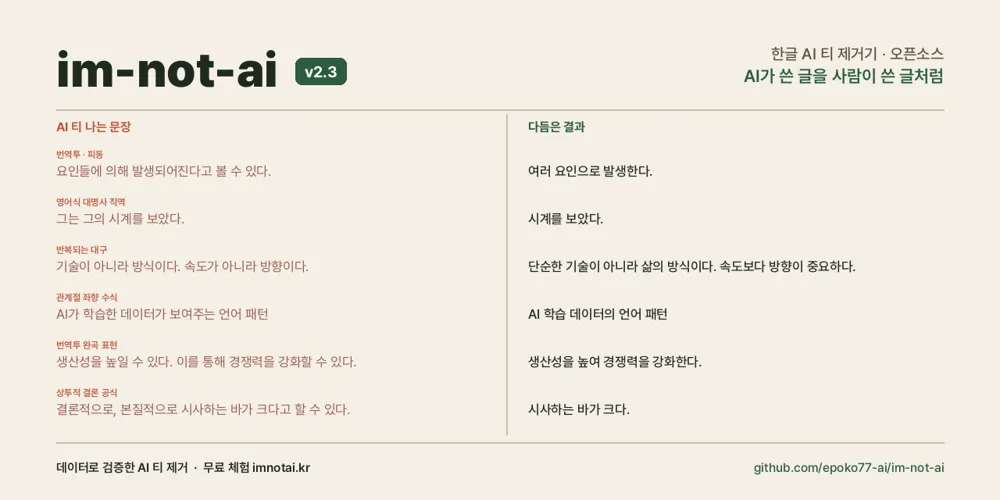 im-not-ai v2.3
한글 AI 티 제거기 · 오픈소스
AI가 쓴 글을 사람이 쓴 글처럼
AI 티 나는 문장
다듬은 결과
번역투 · 피동
요인들에 의해 발생되어진다고 볼 수 있다.
여러 요인으로 발생한다.
영어식 대명사 직역
그는 그의 시계를 보았다.
시계를 보았다.
반복되는 대구
기술이 아니라 방식이다. 속도가 아니라 방향이다.
단순한 기술이 아니라 삶의 방식이다. 속도보다 방향이 중요하다.
관계절 좌향 수식
AI가 학습한 데이터가 보여주는 언어 패턴
AI 학습 데이터의 언어 패턴
번역투 완곡 표현
생산성을 높일 수 있다. 이를 통해 경쟁력을 강화할 수 있다.
생산성을 높여 경쟁력을 강화한다.
상투적 결론 공식
결론적으로, 본질적으로 시사하는 바가 크다고 할 수 있다.
시사하는 바가 크다.
데이터로 검증한 AI 티 제거 · 무료 체험 imnotai.kr
github.com/epoko77-ai/im-not-ai